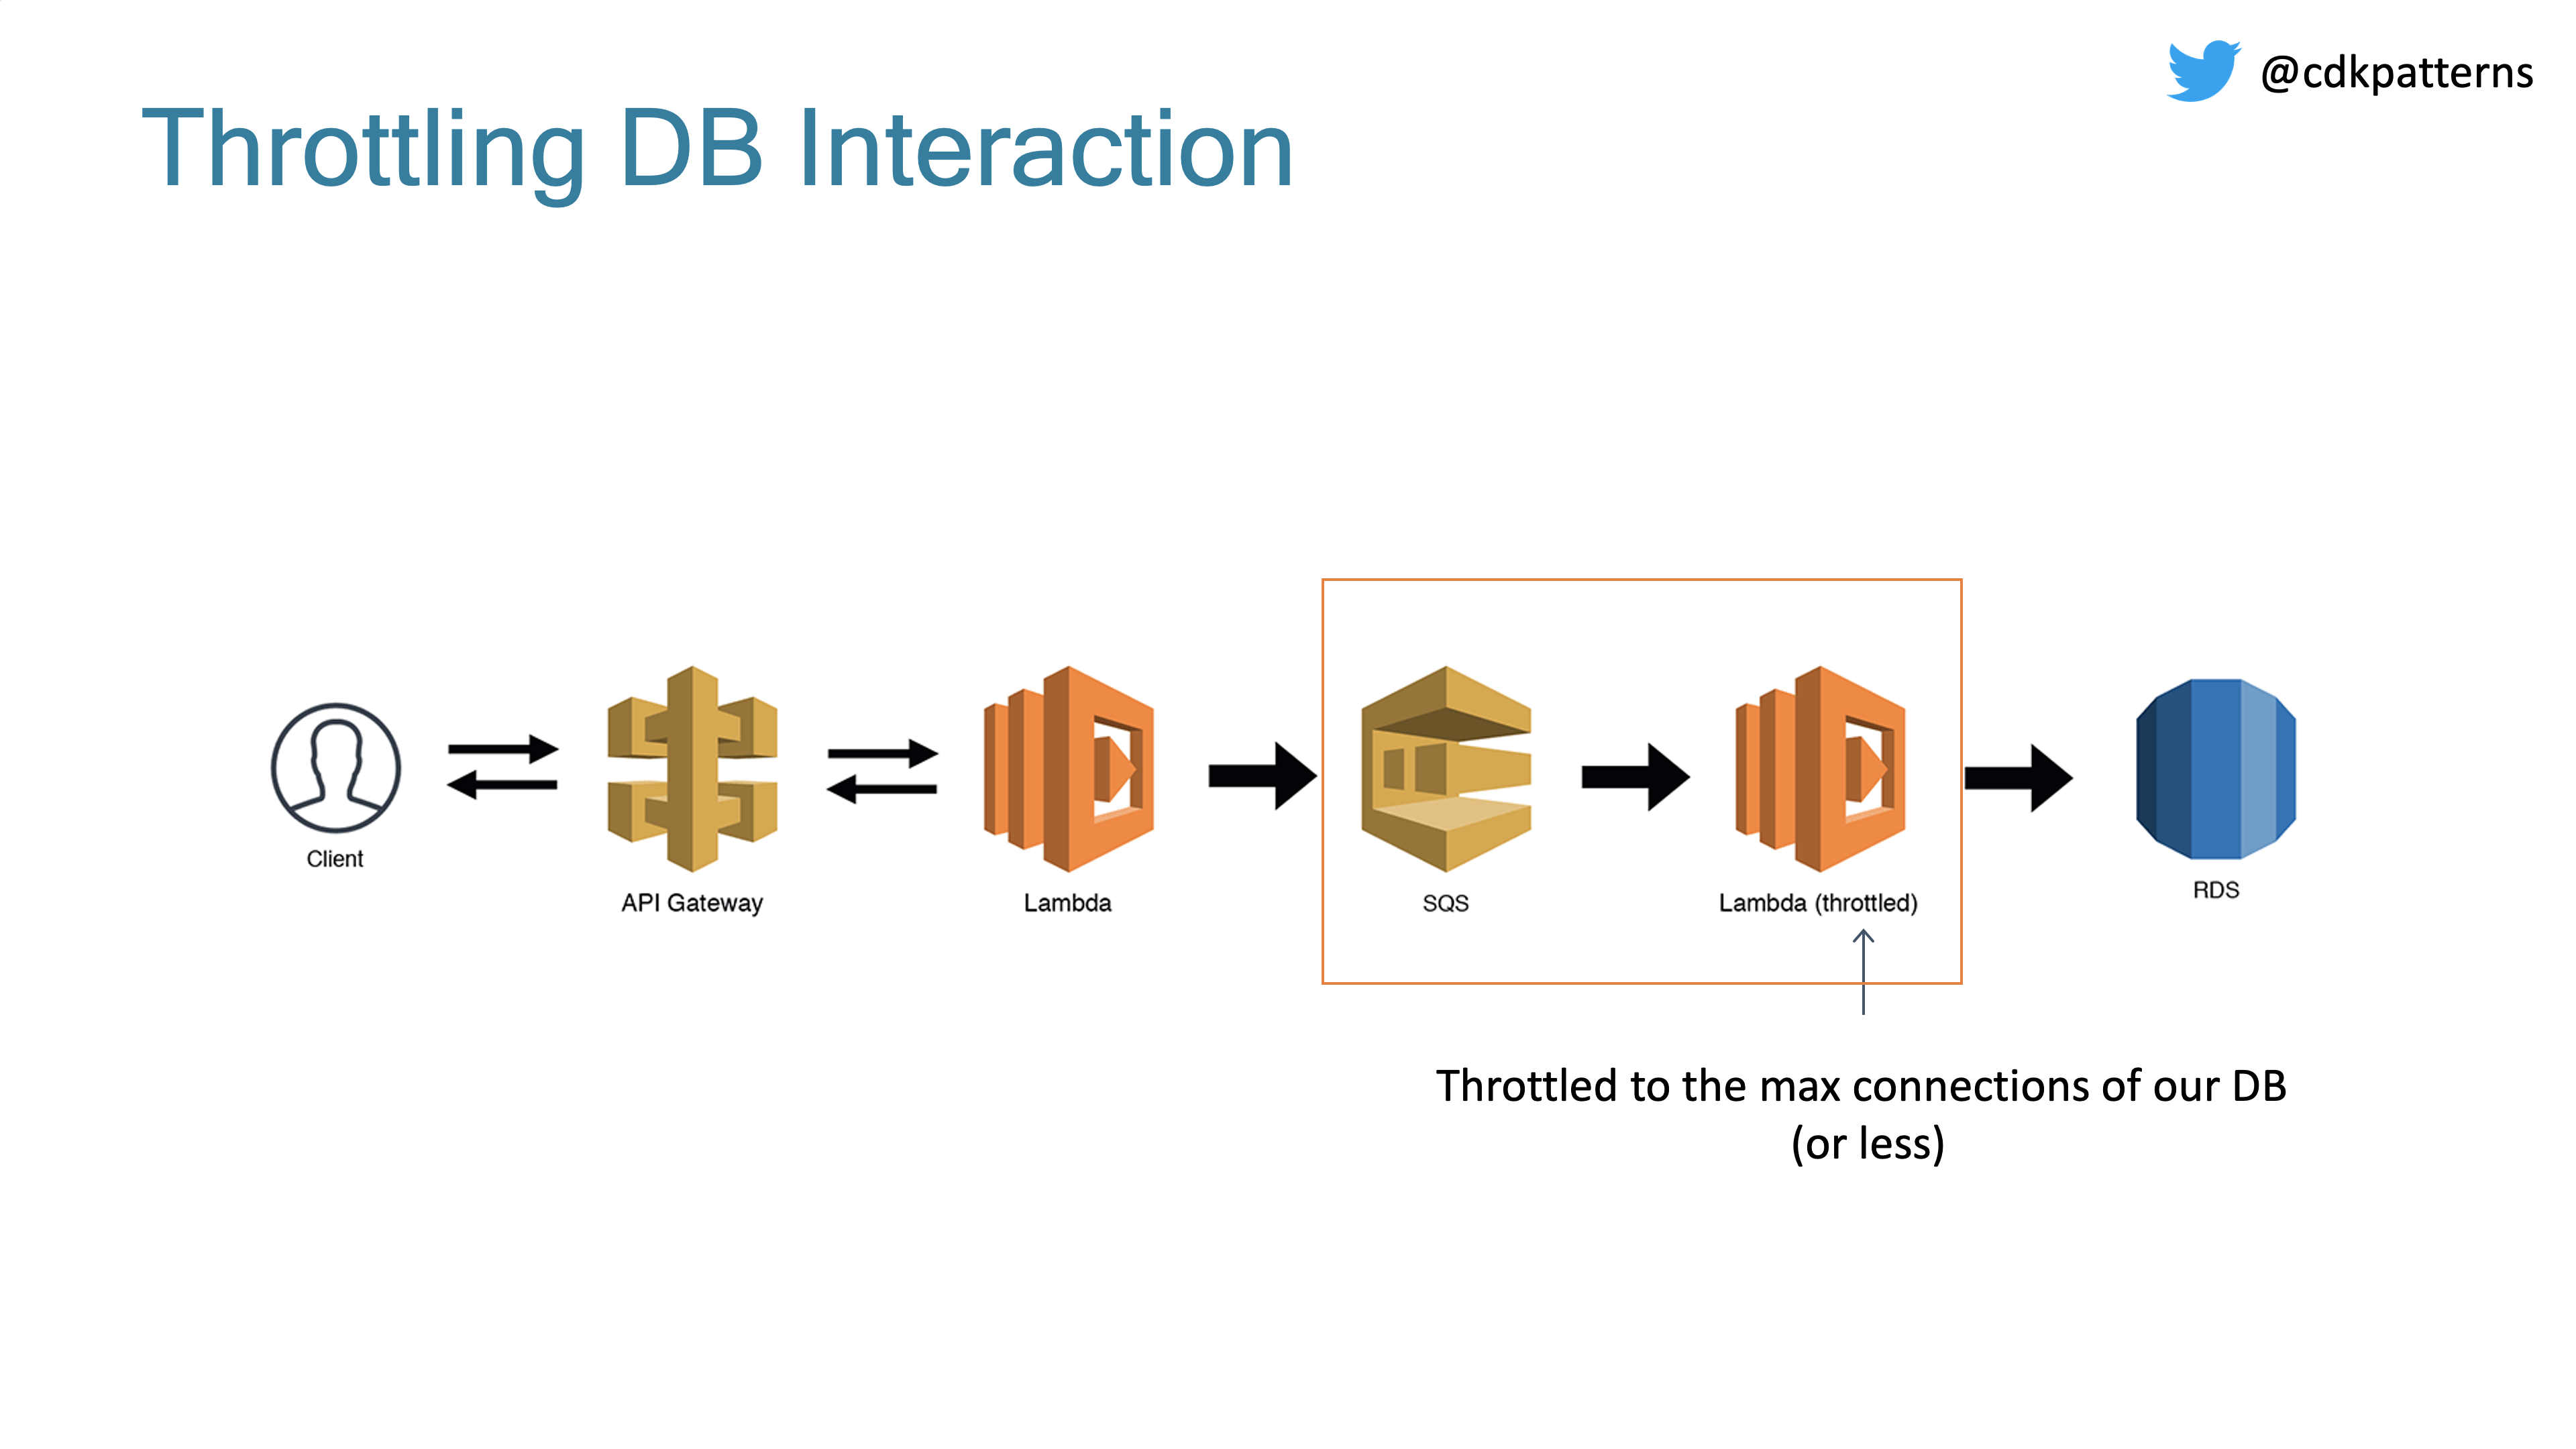 @cdkpatterns
Throttling DB Interaction
Client
API Gateway
Lambda
SQS
Lambda (throttled)
RDS
Throttled to the max connections of our DB
(or less)